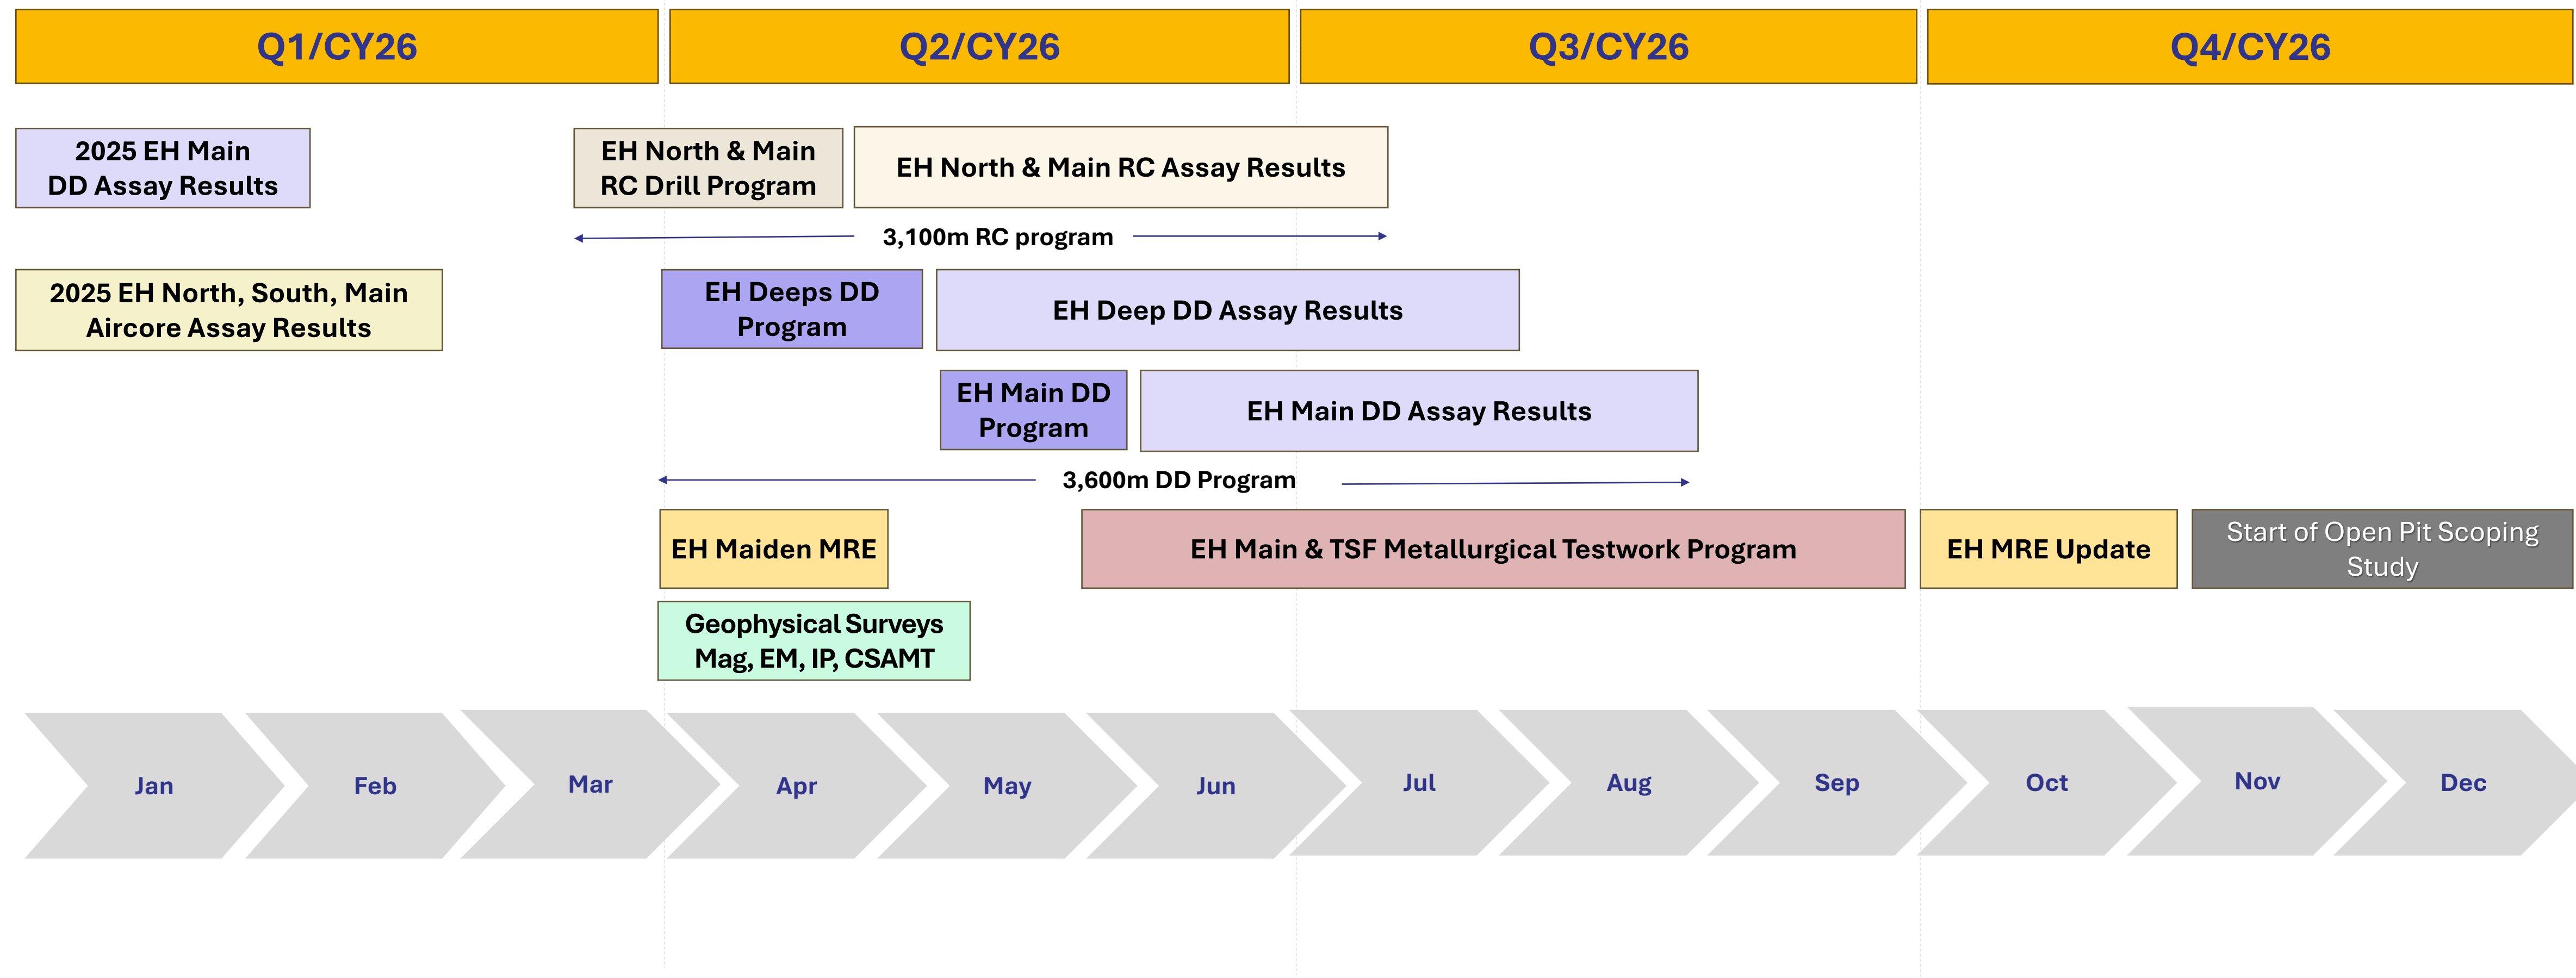 Q1/CY26
Q2/CY26
Q3/CY26
Q4/CY26
2025 EH Main
DD Assay Results
EH North & Main
RC Drill Program
EH North & Main RC Assay Results
3,100m RC program
2025 EH North, South, Main
Aircore Assay Results
EH Deeps DD
Program
EH Deep DD Assay Results
EH Main DD
Program
EH Main DD Assay Results
3,600m DD Program
EH Maiden MRE
EH Main & TSF Metallurgical Testwork Program
EH MRE Update
Start of Open Pit Scoping
Study
Geophysical Surveys
Mag, EM, IP, CSAMT
Jan
Feb
Mar
Apr
May
Jun
Jul
Aug
Sep
Oct
Nov
Dec